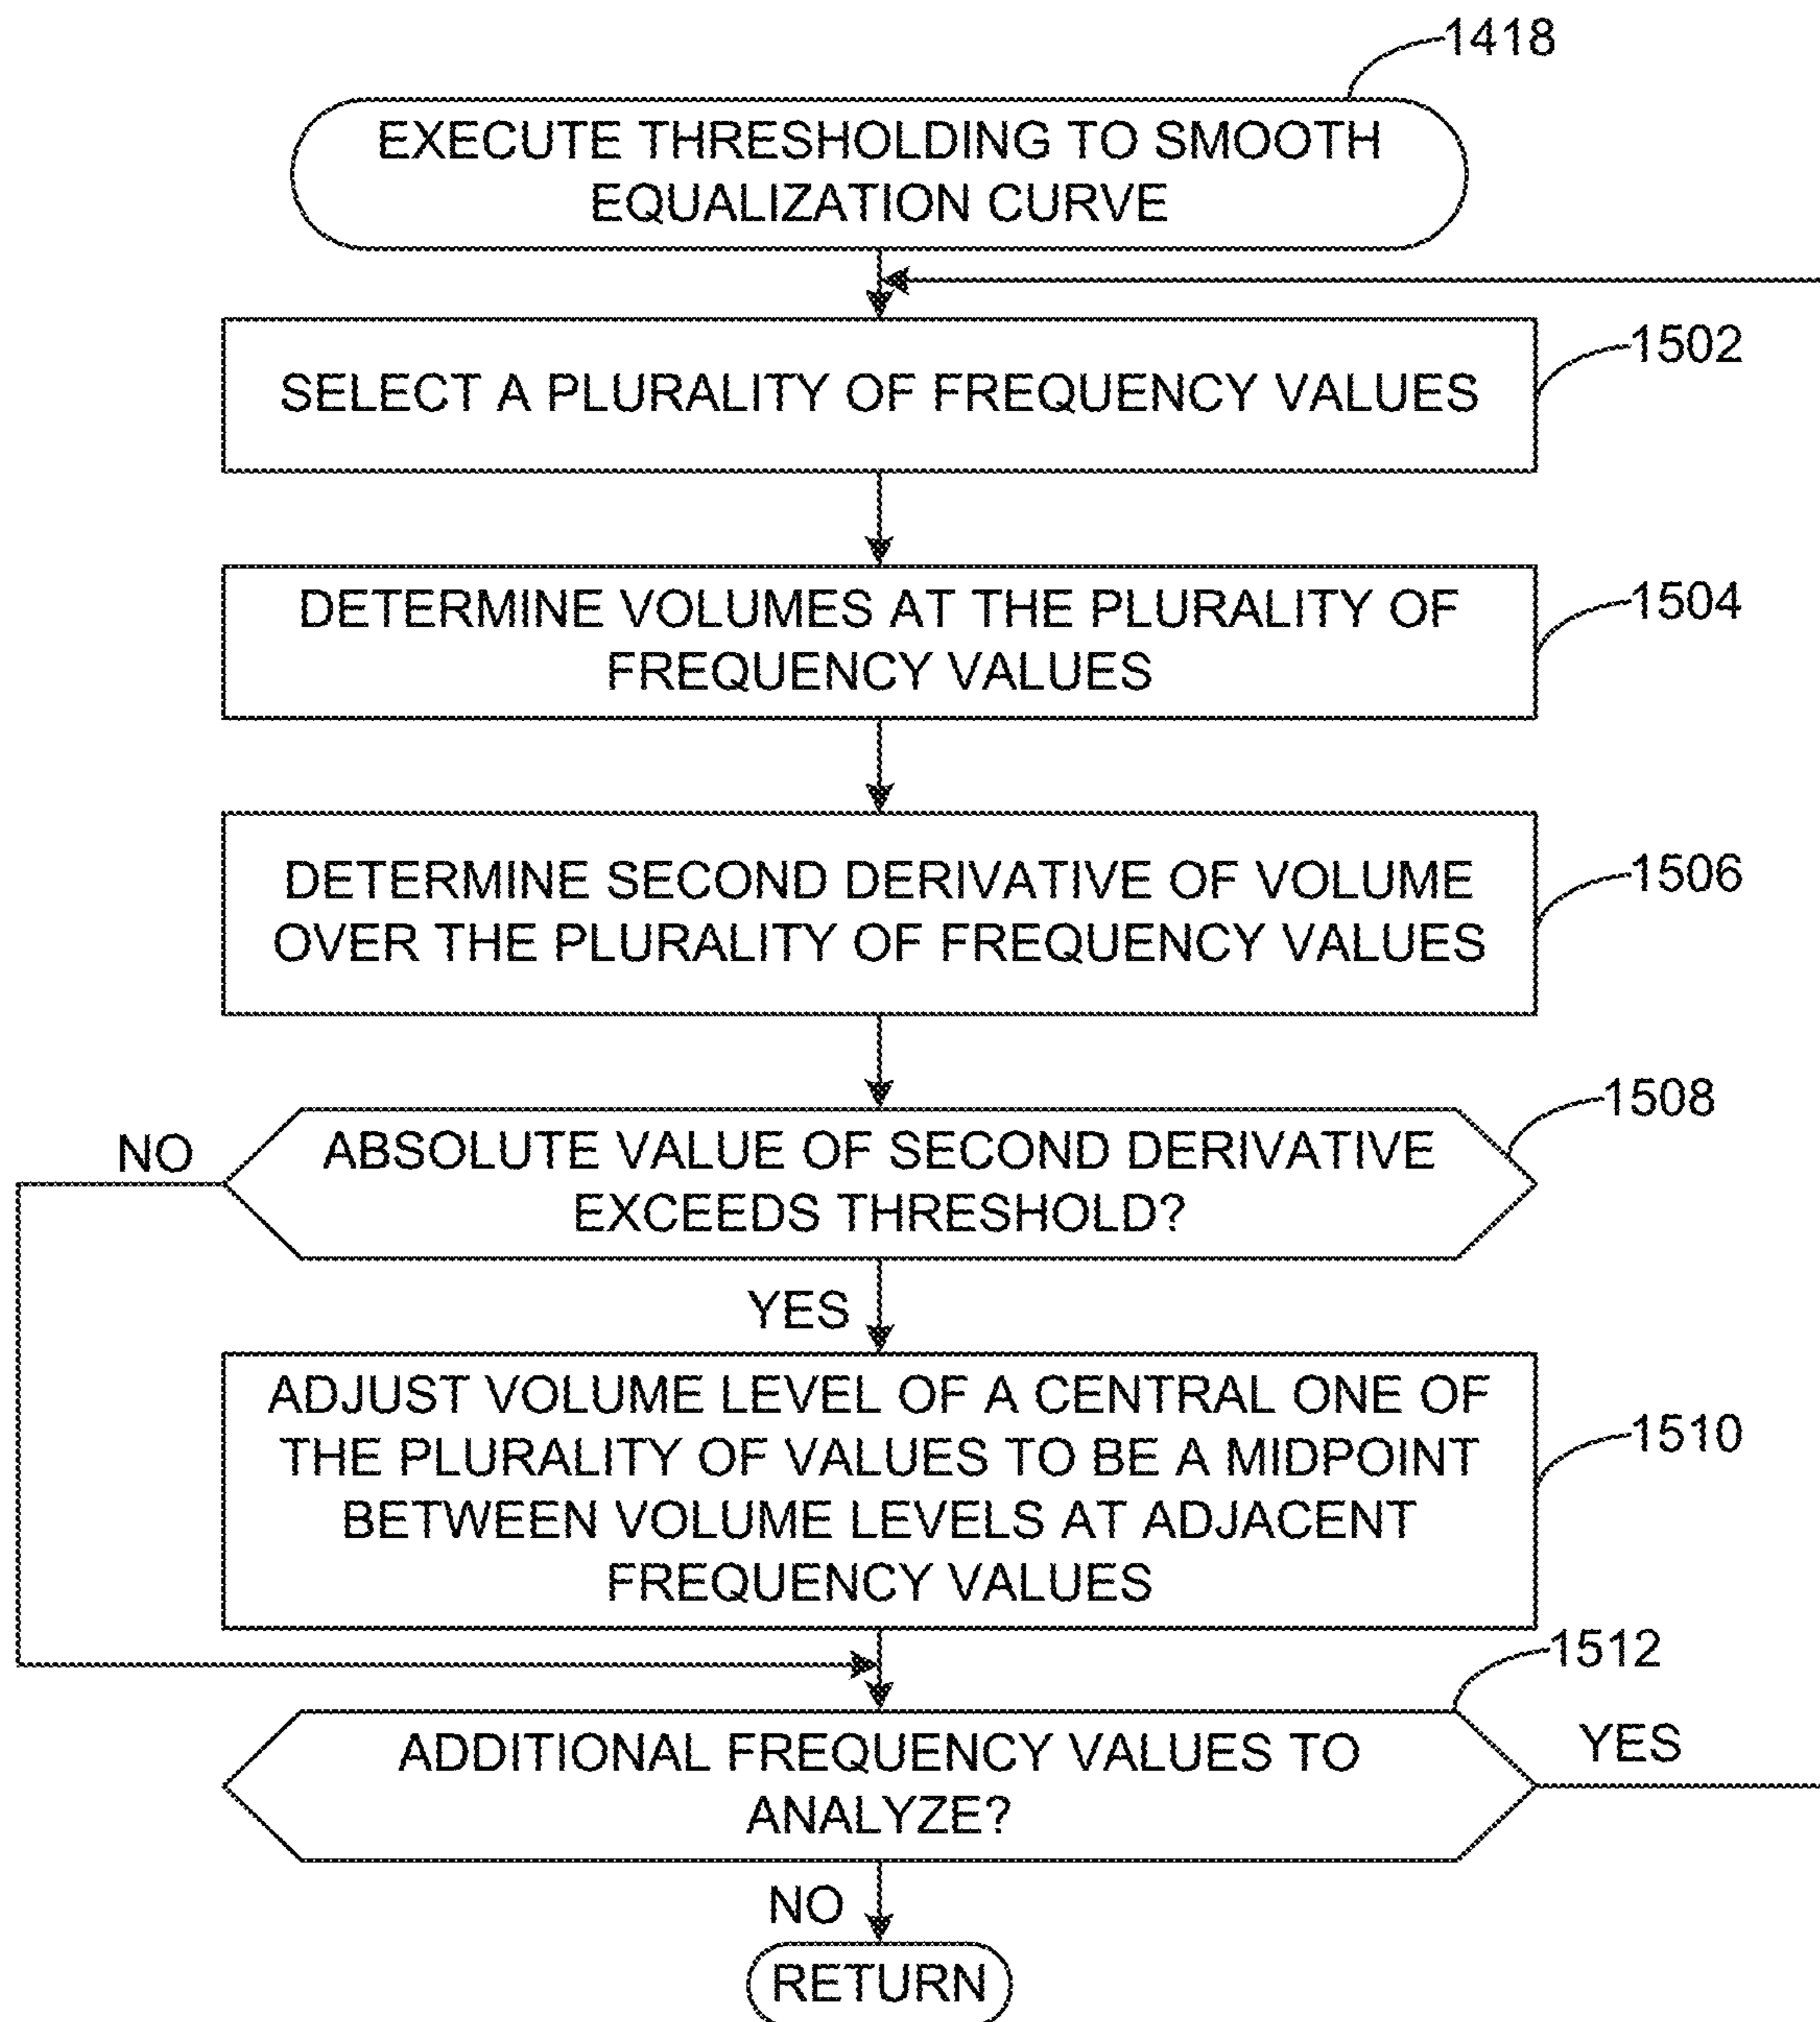 1418
EXECUTE THRESHOLDING TO SMOOTH
EQUALIZATION CURVE
1502
SELECT A PLURALITY OF FREQUENCY VALUES
1504
DETERMINE VOLUMES AT THE PLURALITY OF
FREQUENCY VALUES
1506
DETERMINE SECOND DERIVATIVE OF VOLUME
OVER THE PLURALITY OF FREQUENCY VALUES
1508
NO
ABSOLUTE VALUE OF SECOND DERIVATIVE
EXCEEDS THRESHOLD?
YES
1510
ADJUST VOLUME LEVEL OF A CENTRAL ONE OF
THE PLURALITY OF VALUES TO BE A MIDPOINT
BETWEEN VOLUME LEVELS AT ADJACENT
FREQUENCY VALUES
1512
ADDITIONAL FREQUENCY VALUES TO
ANALYZE?
YES
NO
RETURN